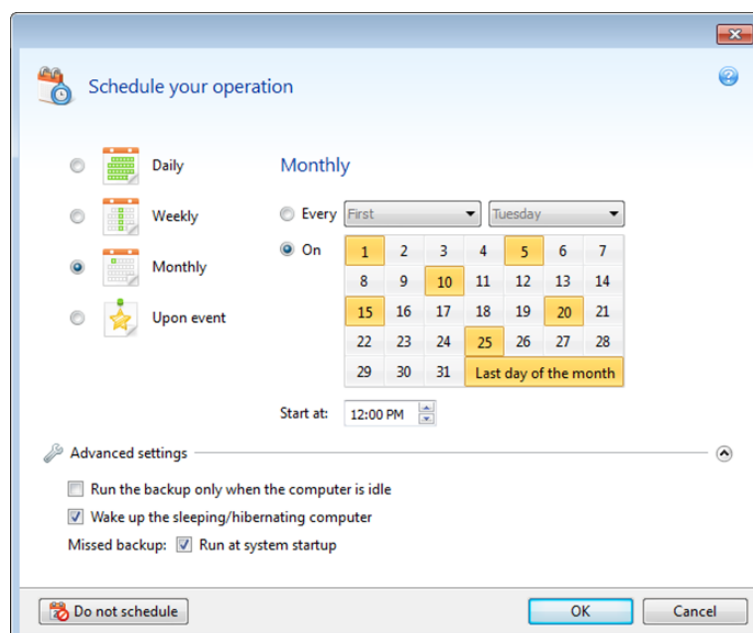 Schedule your operation
Daily
Weekly
Monthly
Upon event
Monthly
Every First Tuesday
On
1 2 3 4 5 6 7
8 9 10 11 12 13 14
15 16 17 18 19 20 21
22 23 24 25 26 27 28
29 30 31 Last day of the month
Start at: 12:00 PM
Advanced settings
Run the backup only when the computer is idle
Wake up the sleeping/hibernating computer
Missed backup: Run at system startup
Do not schedule OK Cancel